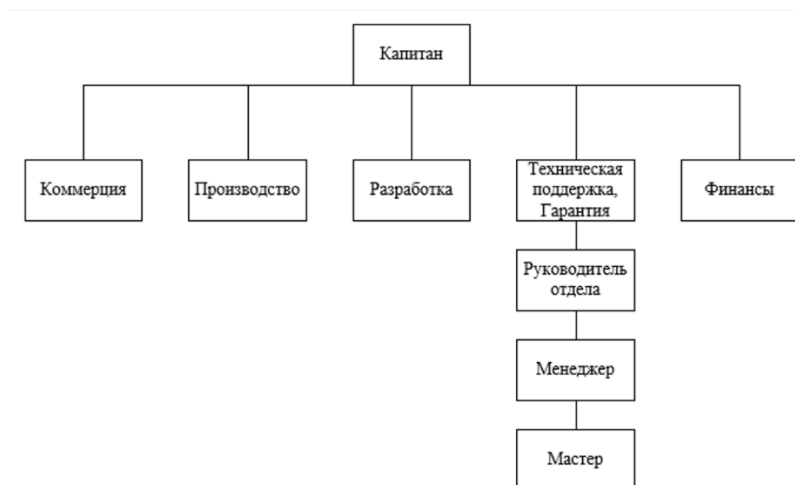 Капитан
Коммерция
Производство
Разработка
Техническая
поддержка,
Гарантия
Финансы
Руководитель
отдела
Менеджер
Мастер